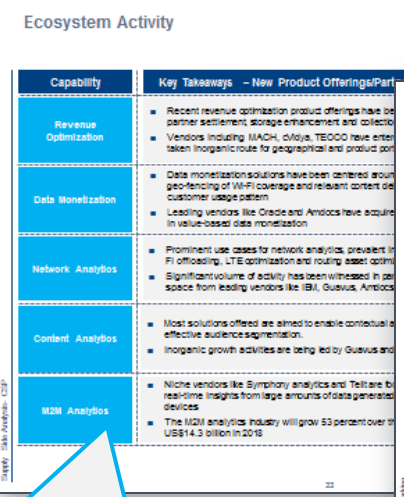 Ecosystem Activity
Capability
Key Takeaways – New Product Offerings/Part
Revenue
Optimization
Recent revenue optimization product offerings have be
partner settlement, storage enhancement and collectio
Vendors including MACH, cVidya, TEOCO have enter
taken inorganic route for geographical and product port
Data Monetization
Data monetization solutions have been centered aroun
geo-fencing of Wi-Fi coverage and relevant content de
customer usage pattern
Leading vendors like Oracle and Amdocs have acquire
in value-based data monetization
Network Analytics
Prominent use cases for network analytics, prevalent i
Fi offloading, LTE optimization and routing asset optim
Significant volume of activity has been witnessed in par
space from leading vendors like IBM, Guavus, Amdocs
Content Analytics
Most solutions offered are aimed to enable contextual a
effective audience segmentation.
Inorganic growth activities are being led by Guavus and
M2M Analytics
Niche vendors like Symphony analytics and Telit are fo
real-time insights from large amounts of data generated
devices
The M2M analytics industry will grow 53 percent over th
US$14.3 billion in 2018
Supply Side Analysis- CSP
22